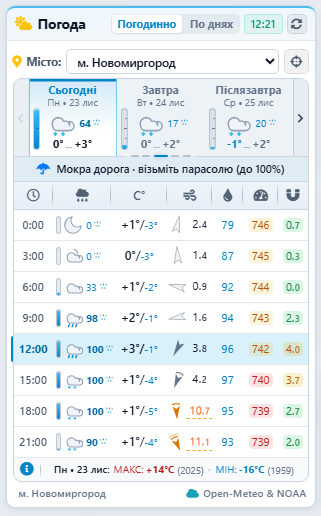 Погода Погодинно По днях 12:21
Місто: м. Новомиргород
Сьогодні Завтра Післязавтра
Пн • 23 лис Вт • 24 лис Ср • 25 лис
64 17 20
0° ... +3° 0° ... +2° -1° ... +2°
Мокра дорога · візьміть парасолю (до 100%)
C°
0:00 0 +1°/-3° 2.4 79 746 0.7
3:00 0 0°/-3° 1.4 87 745 0.3
6:00 33 +1°/-2° 0.9 92 744 0.0
9:00 98 +2°/-1° 1.6 94 743 2.3
12:00 100 +3°/-1° 3.8 96 742 4.0
15:00 100 +1°/-4° 4.2 97 740 3.7
18:00 100 +1°/-5° 10.7 95 739 2.7
21:00 90 +1°/-4° 11.1 93 739 2.0
Пн • 23 лис: МАКС: +14°C (2025) · МІН: -16°C (1959)
м. Новомиргород Open-Meteo & NOAA